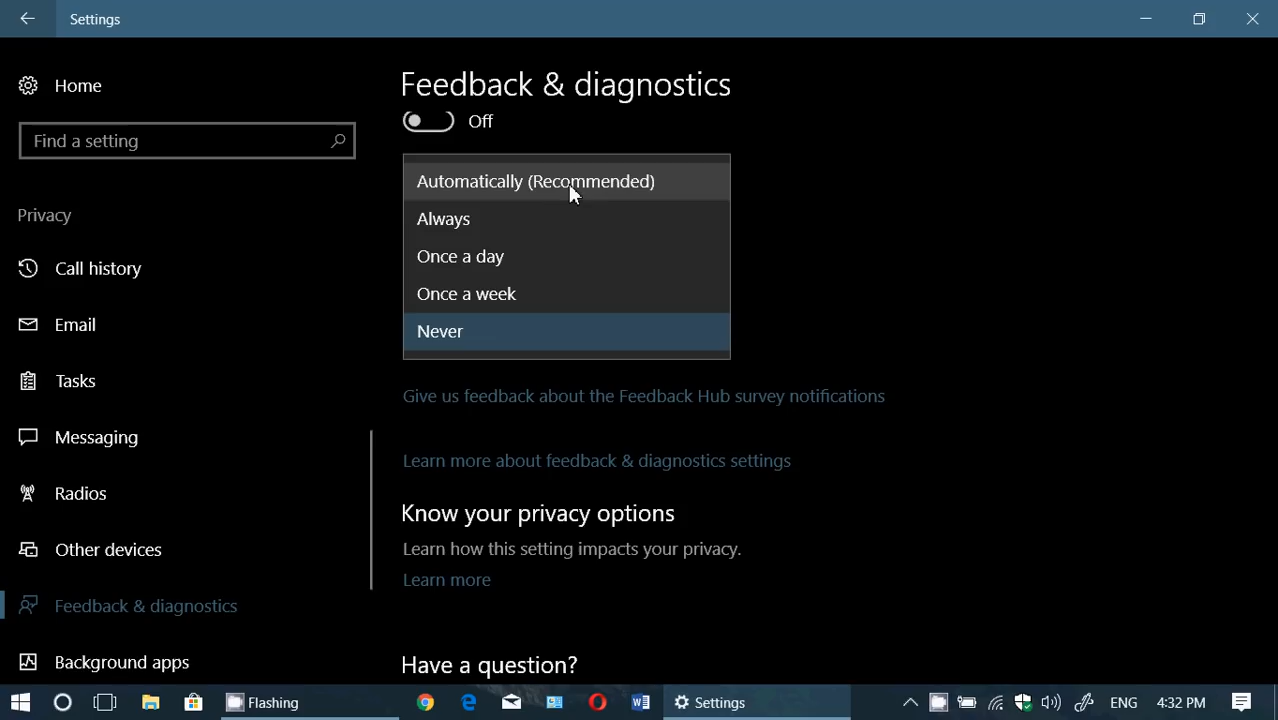 Settings
Home
Find a setting
Privacy
Call history
Email
Tasks
Messaging
Radios
Other devices
Feedback & diagnostics
Background apps
Feedback & diagnostics
Off
Automatically (Recommended)
Always
Once a day
Once a week
Never
Give us feedback about the Feedback Hub survey notifications
Learn more about feedback & diagnostics settings
Know your privacy options
Learn how this setting impacts your privacy.
Learn more
Have a question?
Flashing
Settings
ENG
4:32 PM